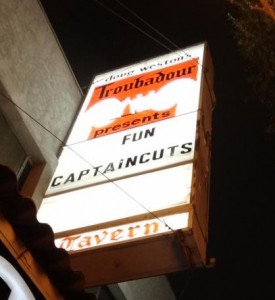 doug weston's
Troubadour
presents
FUN
CAPTAiNCUTS
Tavern